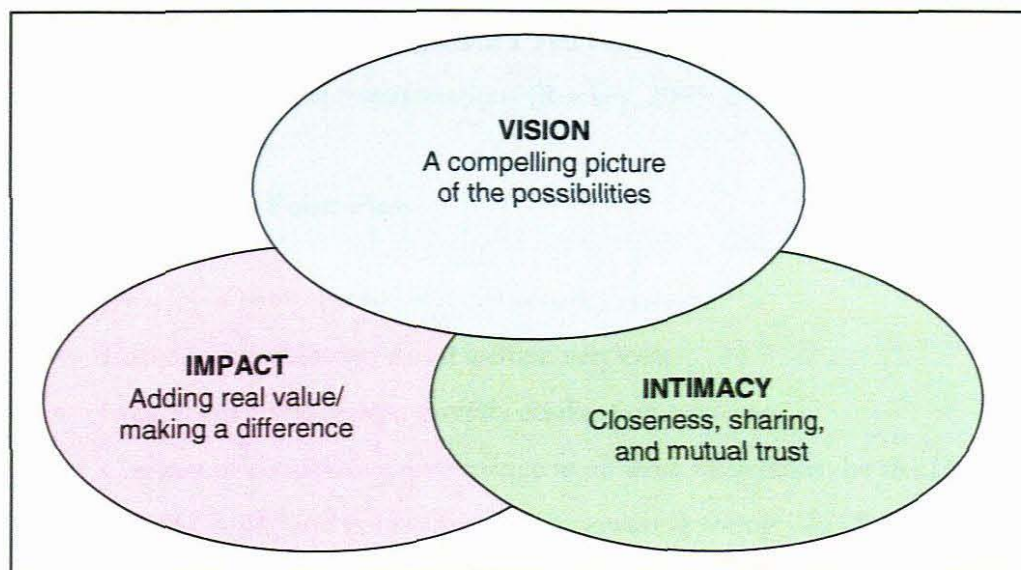 VISION
A compelling picture
of the possibilities
IMPACT
Adding real value/
making a difference
INTIMACY
Closeness, sharing,
and mutual trust